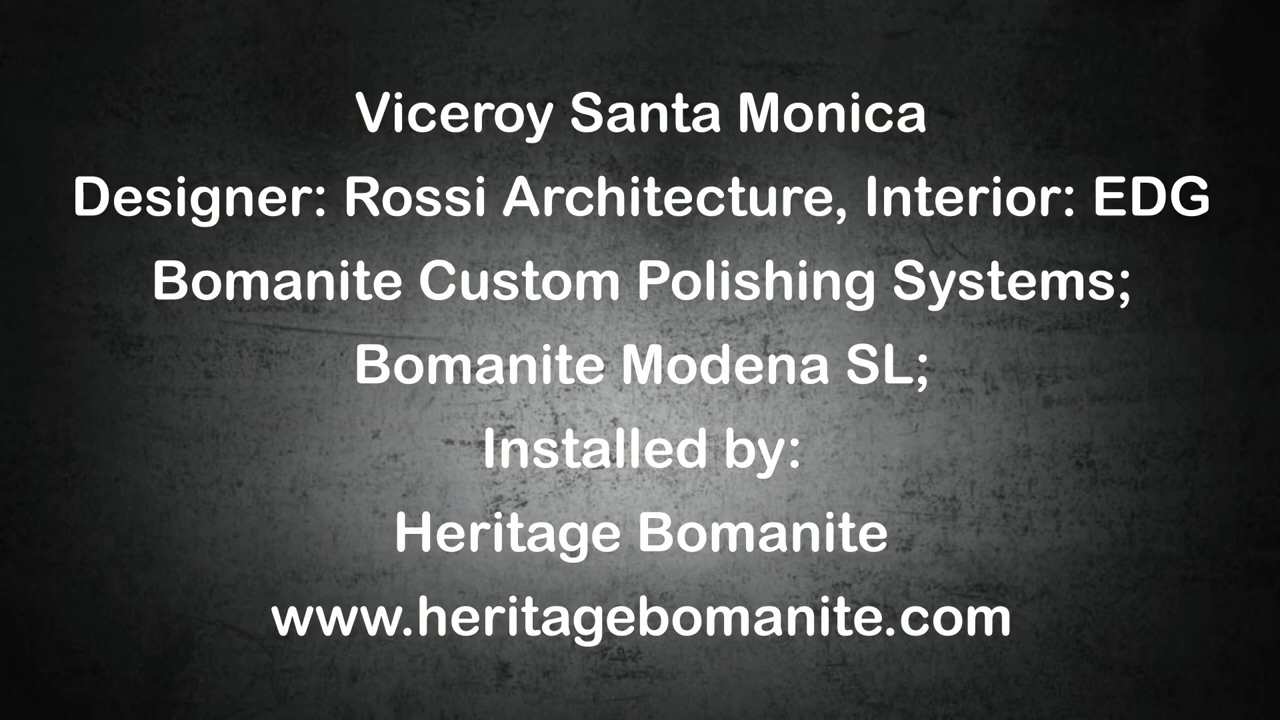 Viceroy Santa Monica
Designer: Rossi Architecture, Interior: EDG
Bomanite Custom Polishing Systems;
Bomanite Modena SL;
Installed by:
Heritage Bomanite
www.heritagebomanite.com